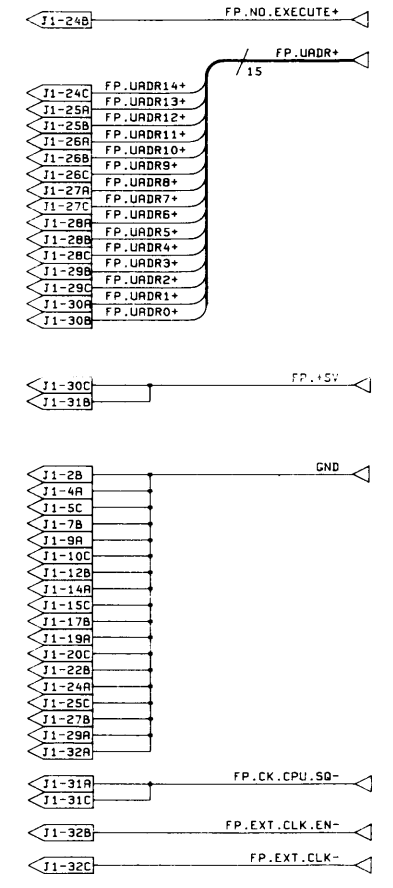 J1-24B FP.NO.EXECUTE+
FP.UADR+
15
J1-24C FP.UADR14+
J1-25A FP.UADR13+
J1-25B FP.UADR12+
J1-26A FP.UADR11+
J1-26B FP.UADR10+
J1-26C FP.UADR9+
J1-27A FP.UADR8+
J1-27C FP.UADR7+
J1-28A FP.UADR6+
J1-28B FP.UADR5+
J1-28C FP.UADR4+
J1-29B FP.UADR3+
J1-29C FP.UADR2+
J1-30A FP.UADR1+
J1-30B FP.UADR0+
J1-30C FP.+5V
J1-31B
J1-2B GND
J1-4A
J1-5C
J1-7B
J1-9A
J1-10C
J1-12B
J1-14A
J1-15C
J1-17B
J1-19A
J1-20C
J1-22B
J1-24A
J1-25C
J1-27B
J1-29A
J1-32A
J1-31A FP.CK.CPU.SQ-
J1-31C
J1-32B FP.EXT.CLK.EN-
J1-32C FP.EXT.CLK-